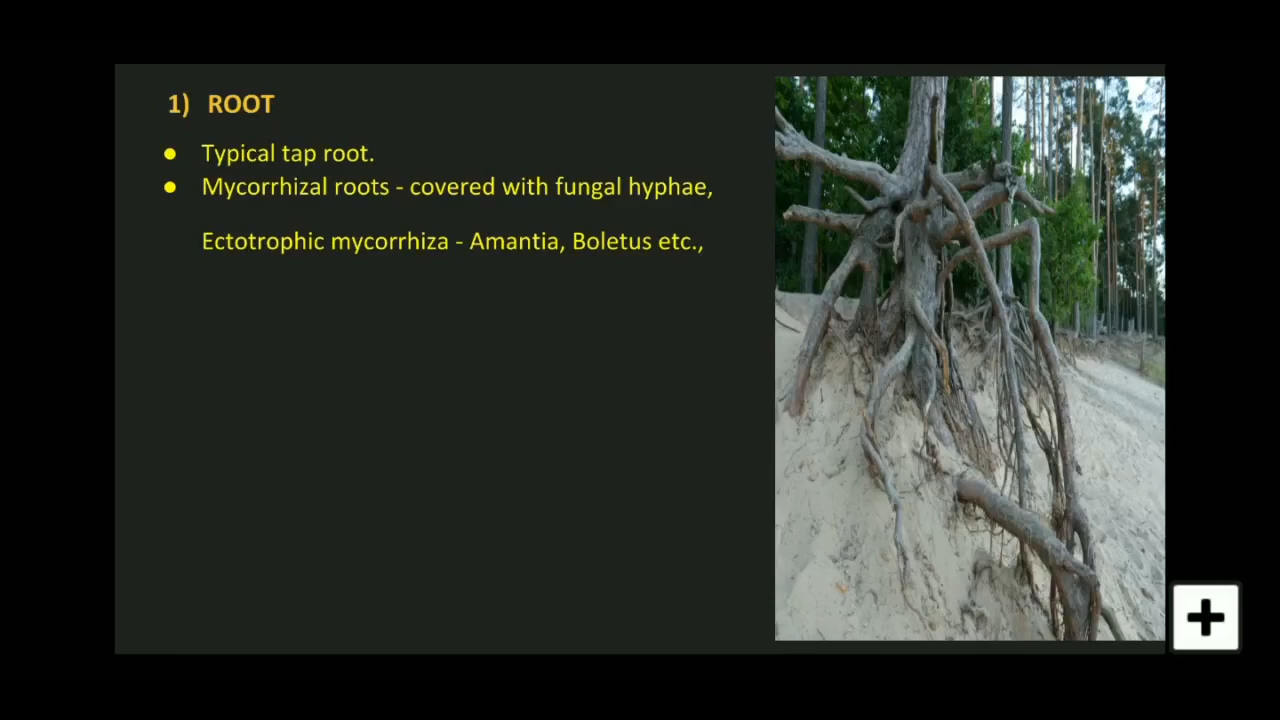 1) ROOT
● Typical tap root.
● Mycorrhizal roots - covered with fungal hyphae,
Ectotrophic mycorrhiza - Amantia, Boletus etc.,